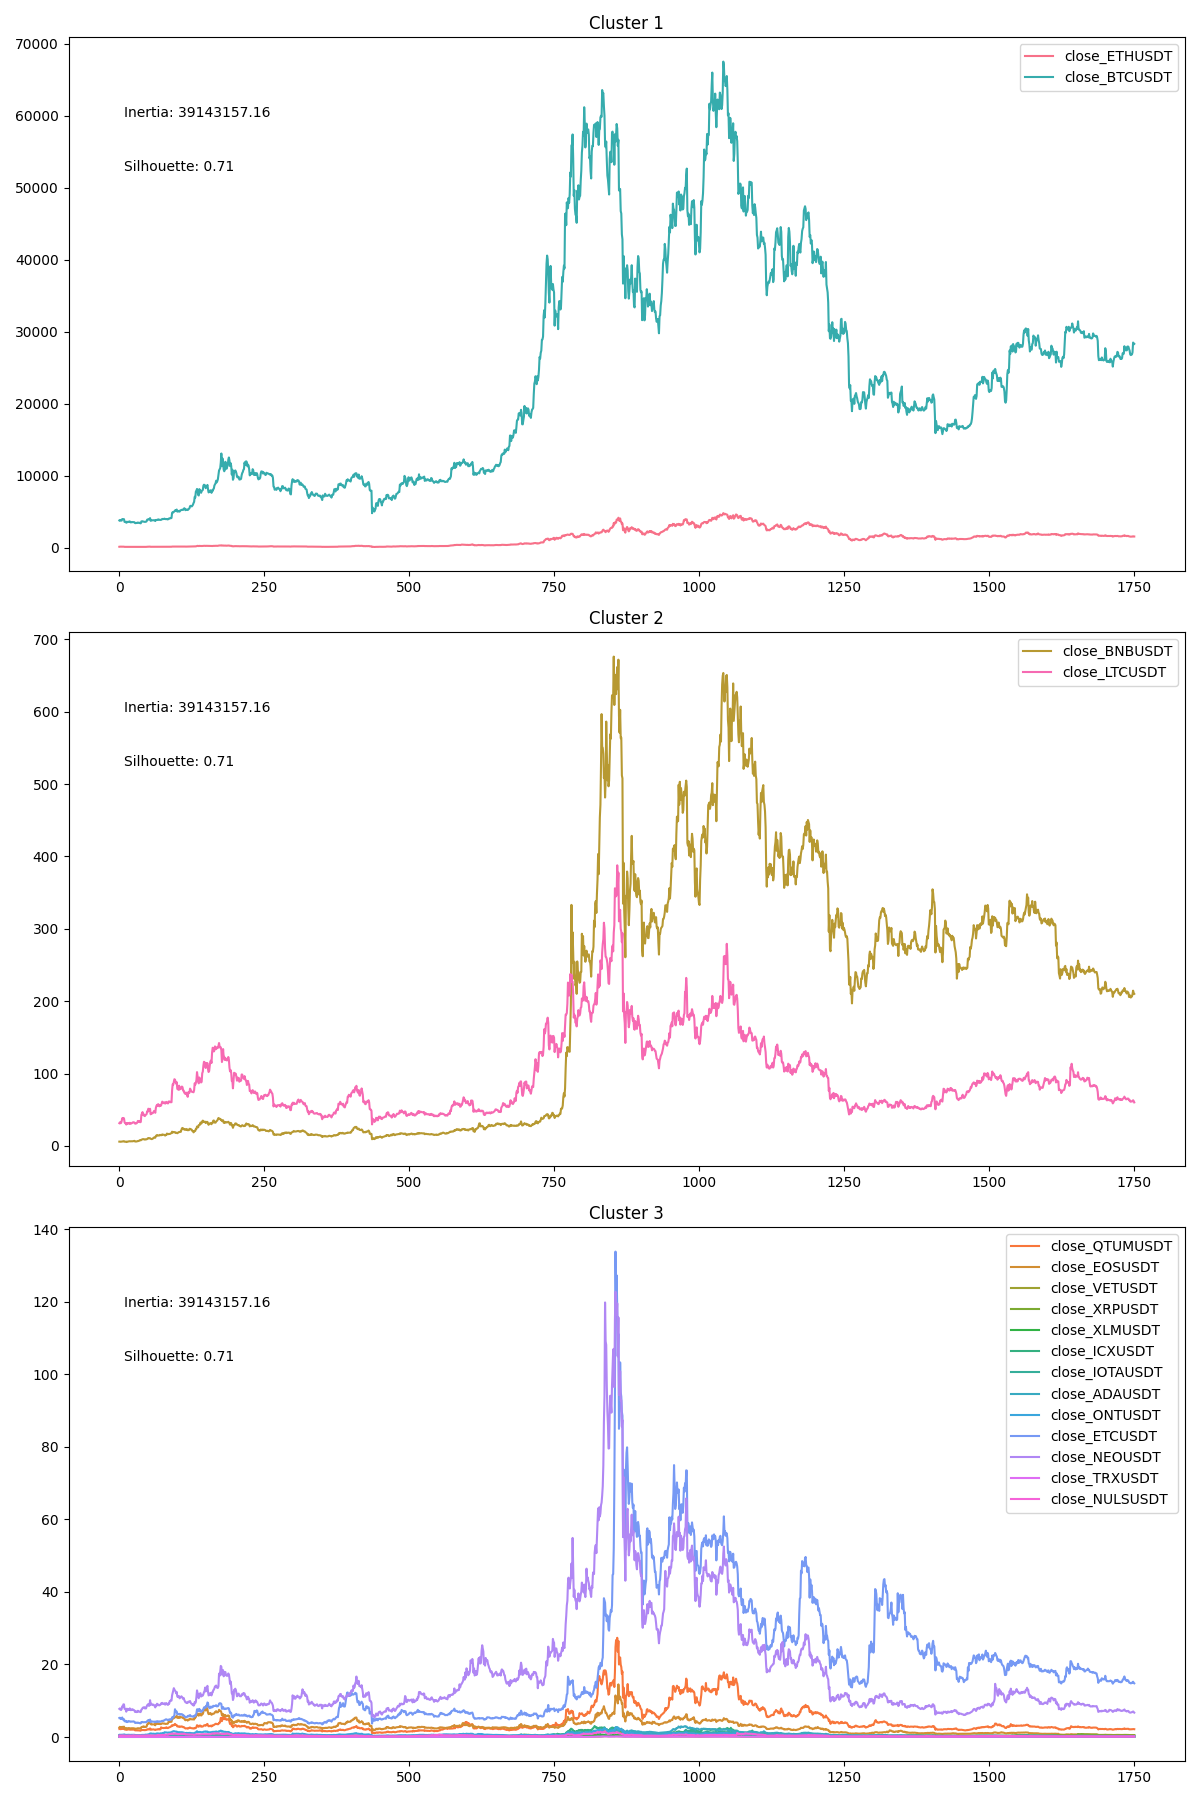 Cluster 1
70000
60000
50000
40000
30000
20000
10000
0
Inertia: 39143157.16
Silhouette: 0.71
close_ETHUSDT
close_BTCUSDT
0 250 500 750 1000 1250 1500 1750
Cluster 2
700
600
500
400
300
200
100
0
Inertia: 39143157.16
Silhouette: 0.71
close_BNBUSDT
close_LTCUSDT
0 250 500 750 1000 1250 1500 1750
Cluster 3
140
120
100
80
60
40
20
0
Inertia: 39143157.16
Silhouette: 0.71
close_QTUMUSDT
close_EOSUSDT
close_VETUSDT
close_XRPUSDT
close_XLMUSDT
close_ICXUSDT
close_IOTAUSDT
close_ADAUSDT
close_ONTUSDT
close_ETCUSDT
close_NEOUSDT
close_TRXUSDT
close_NULSUSDT
0 250 500 750 1000 1250 1500 1750